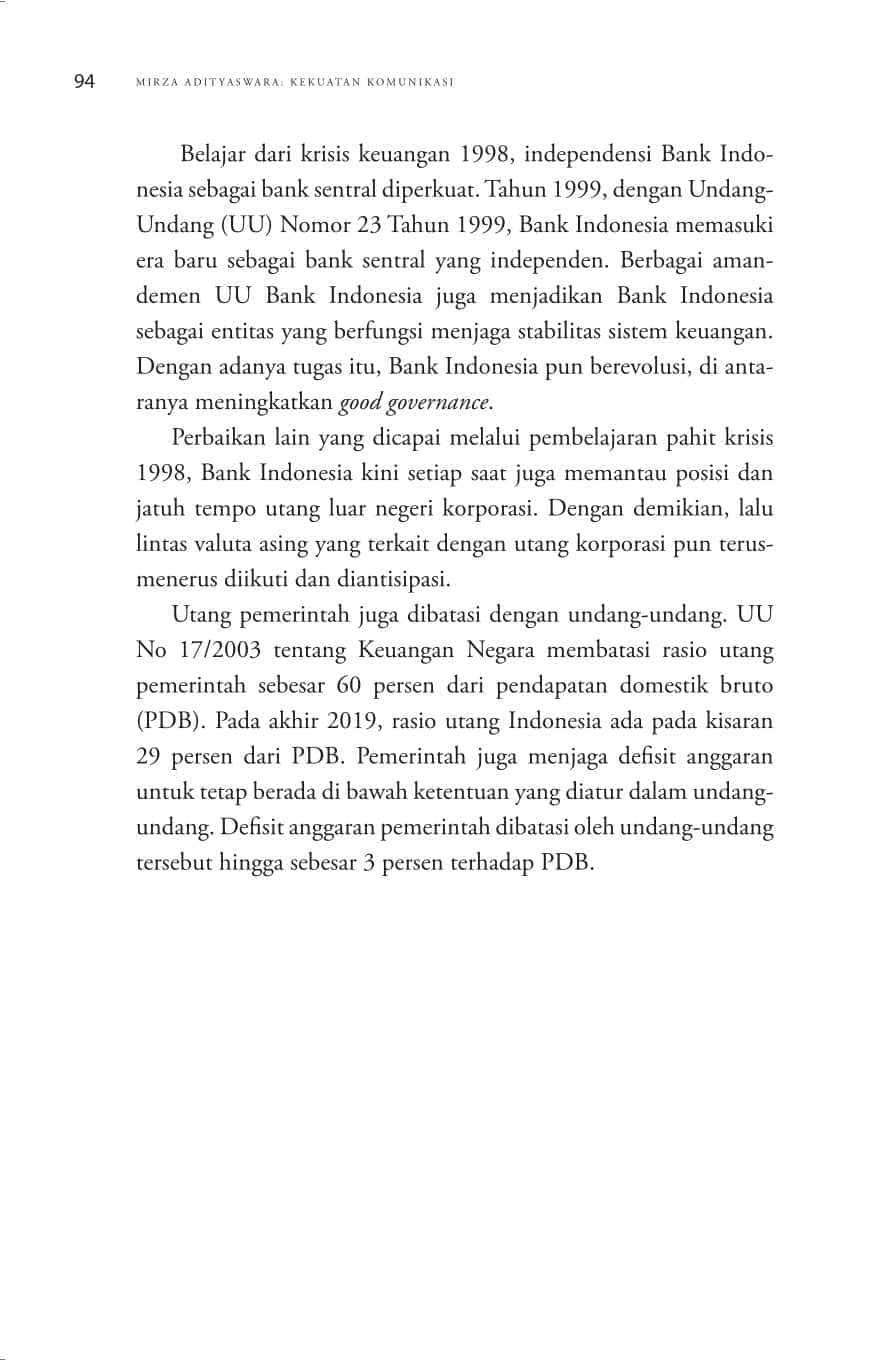 94 MIRZA ADITYASWARA: KEKUATAN KOMUNIKASI
Belajar dari krisis keuangan 1998, independensi Bank Indo-
nesia sebagai bank sentral diperkuat. Tahun 1999, dengan Undang-
Undang (UU) Nomor 23 Tahun 1999, Bank Indonesia memasuki
era baru sebagai bank sentral yang independen. Berbagai aman-
demen UU Bank Indonesia juga menjadikan Bank Indonesia
sebagai entitas yang berfungsi menjaga stabilitas sistem keuangan.
Dengan adanya tugas itu, Bank Indonesia pun berevolusi, di anta-
ranya meningkatkan good governance.
Perbaikan lain yang dicapai melalui pembelajaran pahit krisis
1998, Bank Indonesia kini setiap saat juga memantau posisi dan
jatuh tempo utang luar negeri korporasi. Dengan demikian, lalu
lintas valuta asing yang terkait dengan utang korporasi pun terus-
menerus diikuti dan diantisipasi.
Utang pemerintah juga dibatasi dengan undang-undang. UU
No 17/2003 tentang Keuangan Negara membatasi rasio utang
pemerintah sebesar 60 persen dari pendapatan domestik bruto
(PDB). Pada akhir 2019, rasio utang Indonesia ada pada kisaran
29 persen dari PDB. Pemerintah juga menjaga defisit anggaran
untuk tetap berada di bawah ketentuan yang diatur dalam undang-
undang. Defisit anggaran pemerintah dibatasi oleh undang-undang
tersebut hingga sebesar 3 persen terhadap PDB.